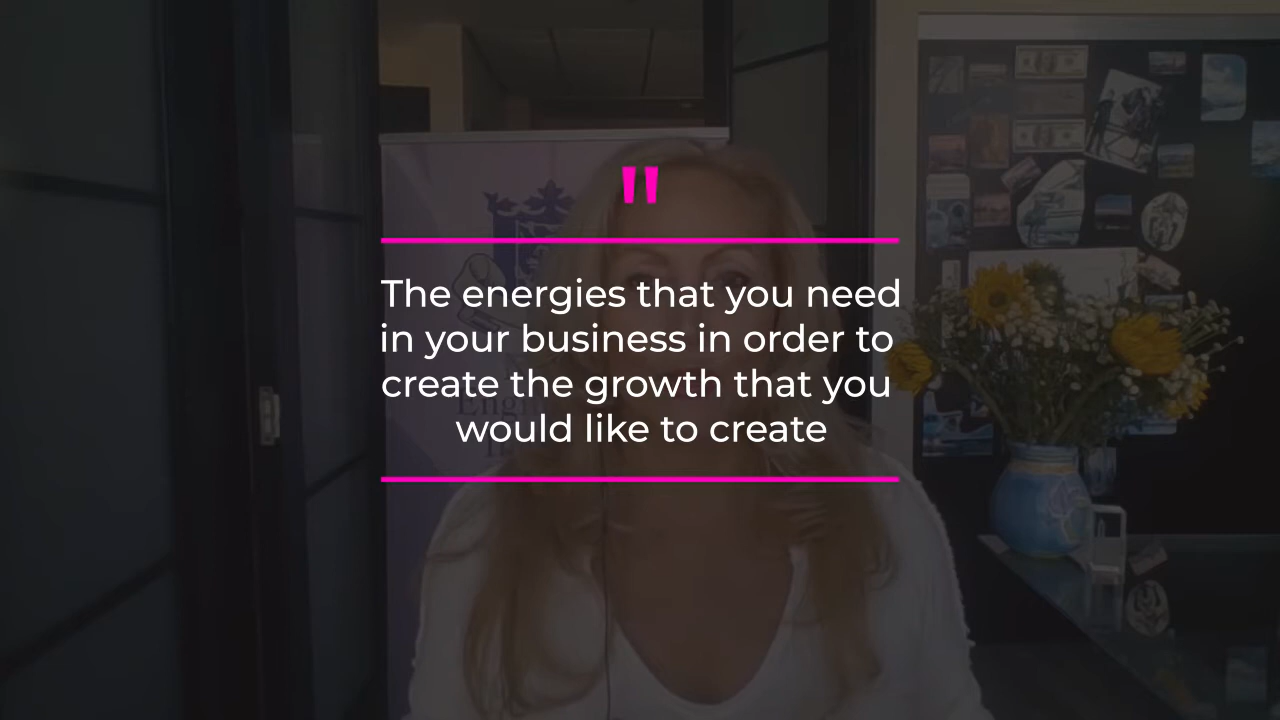 "
The energies that you need
in your business in order to
create the growth that you
would like to create